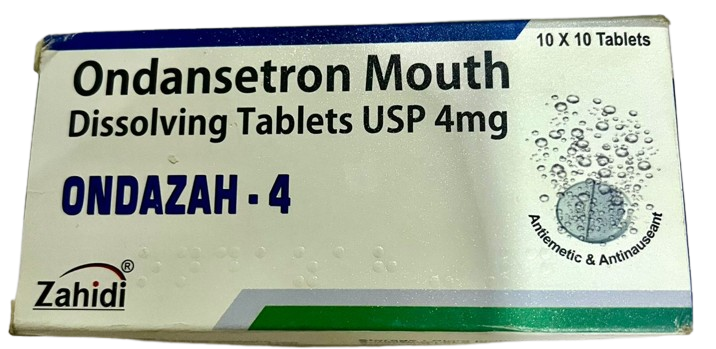 10 X 10 Tablets
Ondansetron Mouth
Dissolving Tablets USP 4mg
ONDAZAH - 4
Antiemetic & Antinauseant
Zahidi®